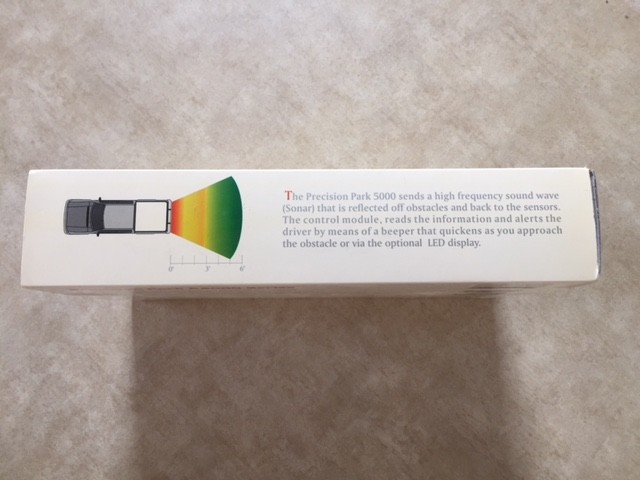 The Precision Park 5000 sends a high frequency sound wave
(Sonar) that is reflected off obstacles and back to the sensors.
The control module, reads the information and alerts the
driver by means of a beeper that quickens as you approach
the obstacle or via the optional LED display.
0' 3' 6'